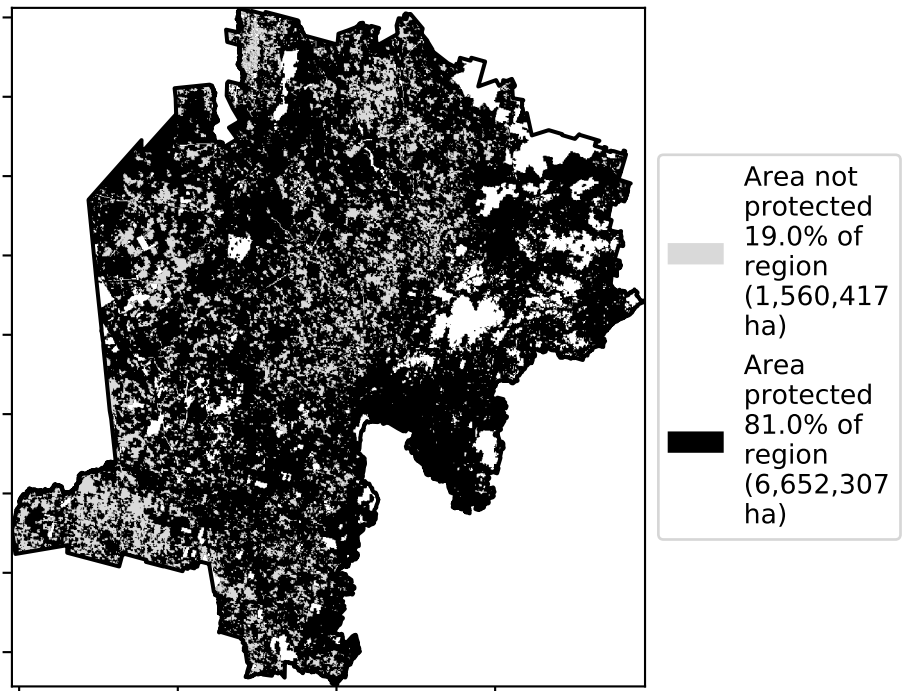 Area not
protected
19.0% of
region
(1,560,417
ha)
Area
protected
81.0% of
region
(6,652,307
ha)